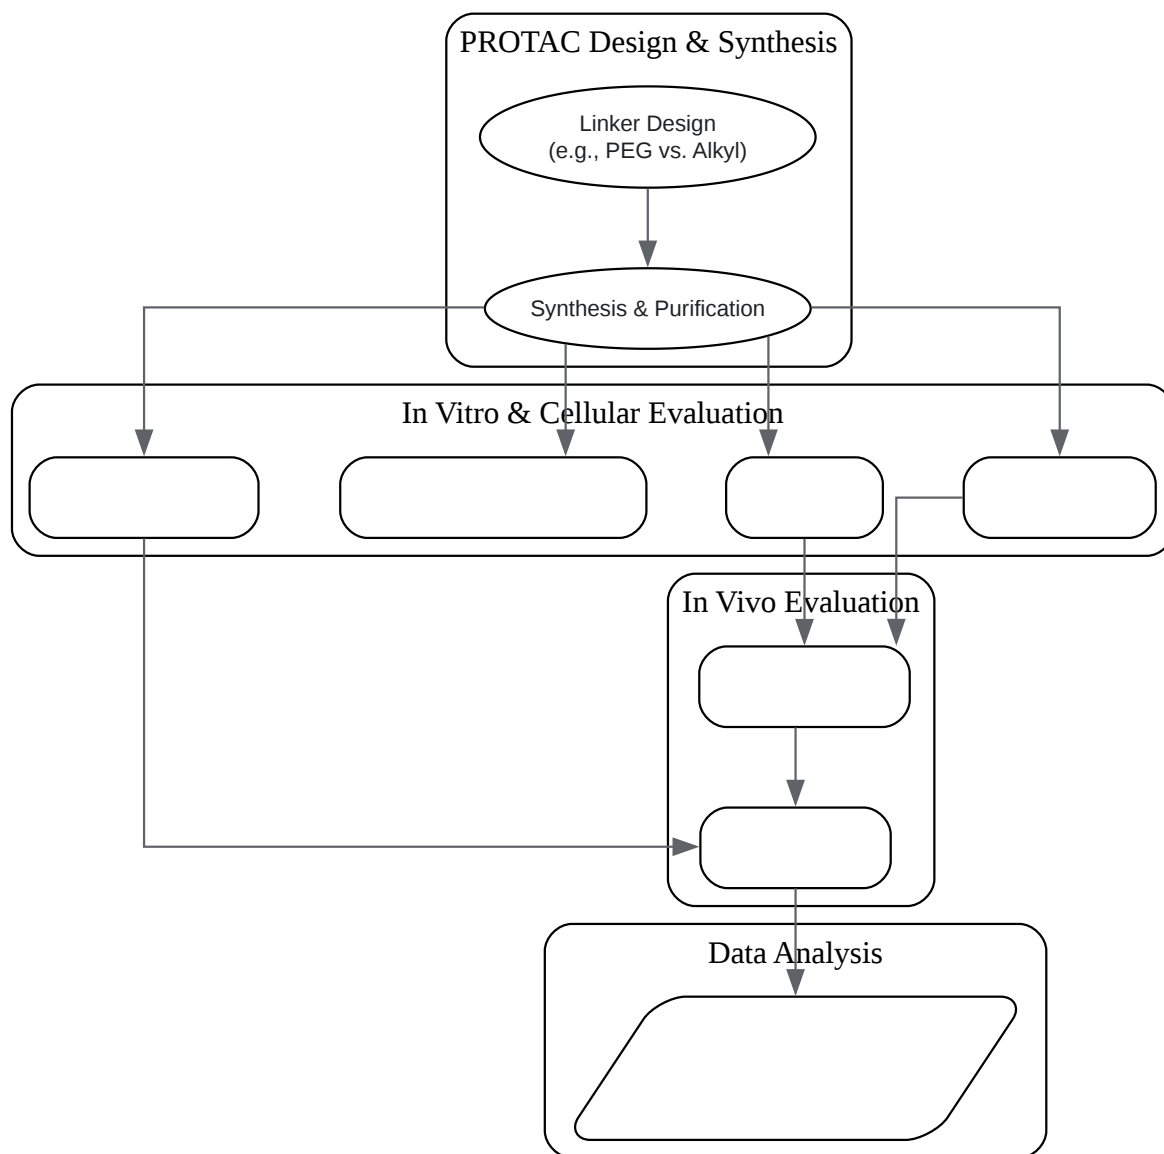 PROTAC Design & Synthesis
Linker Design
(e.g., PEG vs. Alkyl)
Synthesis & Purification
In Vitro & Cellular Evaluation
In Vivo Evaluation
Data Analysis